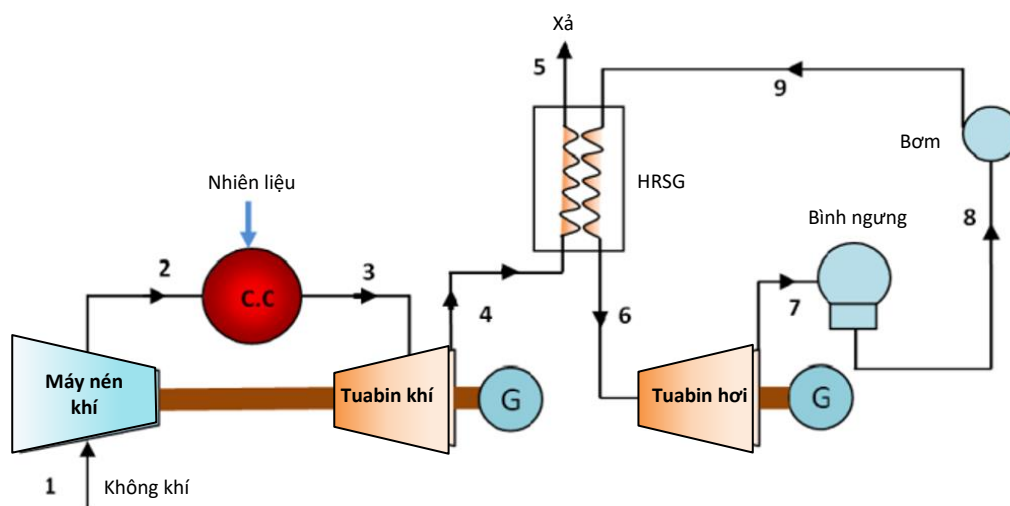 Xả
5
9
Bơm
HRSG
Nhiên liệu
Bình ngưng
8
2
3
C.C
4
6
7
Máy nén
khí
Tuabin khí
G
Tuabin hơi
G
1
Không khí